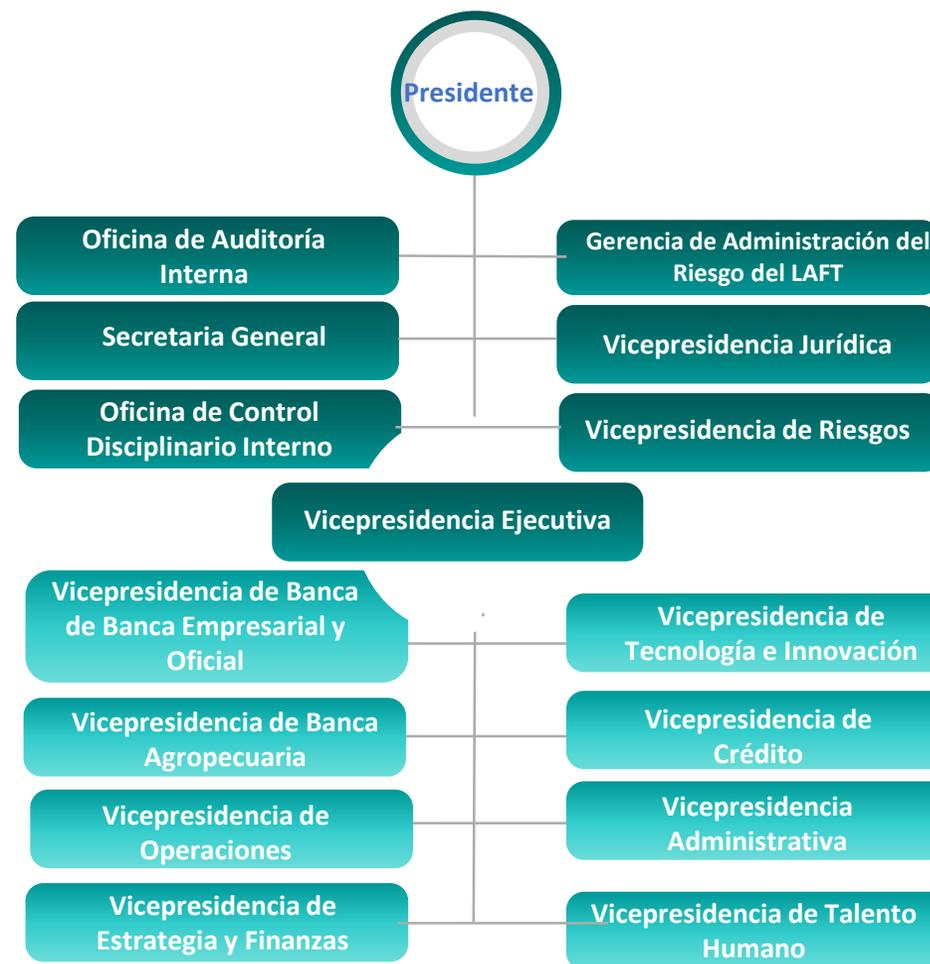 Presidente
Oficina de Auditoría
Interna
Gerencia de Administración del
Riesgo del LAFT
Secretaria General
Vicepresidencia Jurídica
Oficina de Control
Disciplinario Interno
Vicepresidencia de Riesgos
Vicepresidencia Ejecutiva
Vicepresidencia de Banca
de Banca Empresarial y
Oficial
Vicepresidencia de
Tecnología e Innovación
Vicepresidencia de Banca
Agropecuaria
Vicepresidencia de
Crédito
Vicepresidencia de
Operaciones
Vicepresidencia
Administrativa
Vicepresidencia de
Estrategia y Finanzas
Vicepresidencia de Talento
Humano